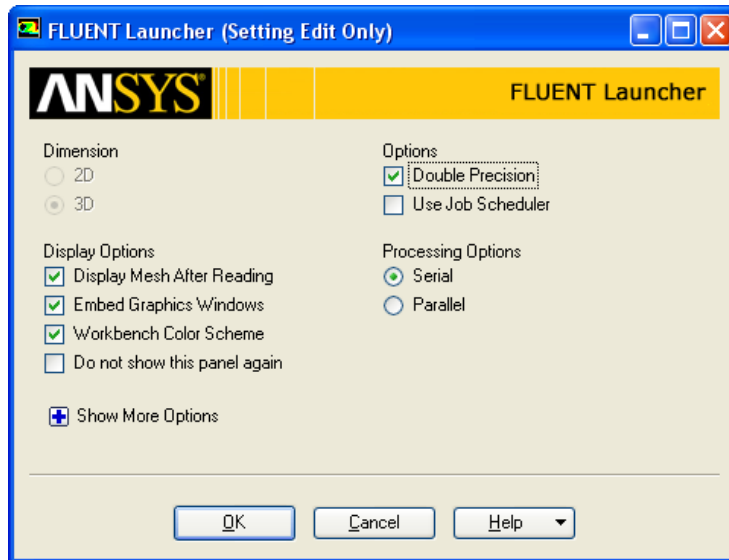 FLUENT Launcher (Setting Edit Only)
ANSYS®
FLUENT Launcher
Dimension
2D
3D
Options
Double Precision
Use Job Scheduler
Display Options
Display Mesh After Reading
Embed Graphics Windows
Workbench Color Scheme
Do not show this panel again
Processing Options
Serial
Parallel
Show More Options
OK
Cancel
Help